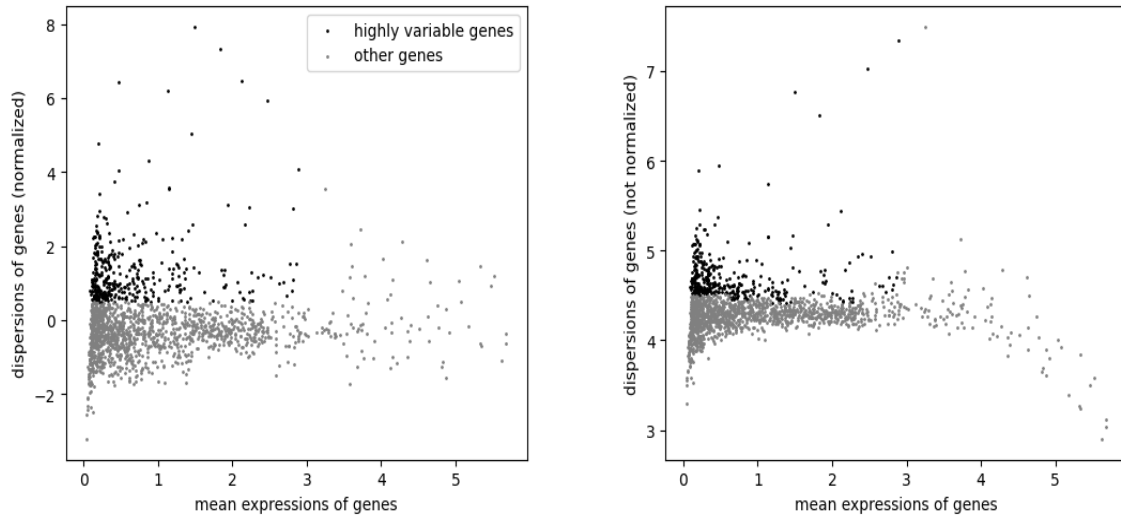 8
6
4
2
0
−2
dispersions of genes (normalized)
highly variable genes
other genes
0 1 2 3 4 5
mean expressions of genes
7
6
5
4
3
dispersions of genes (not normalized)
0 1 2 3 4 5
mean expressions of genes